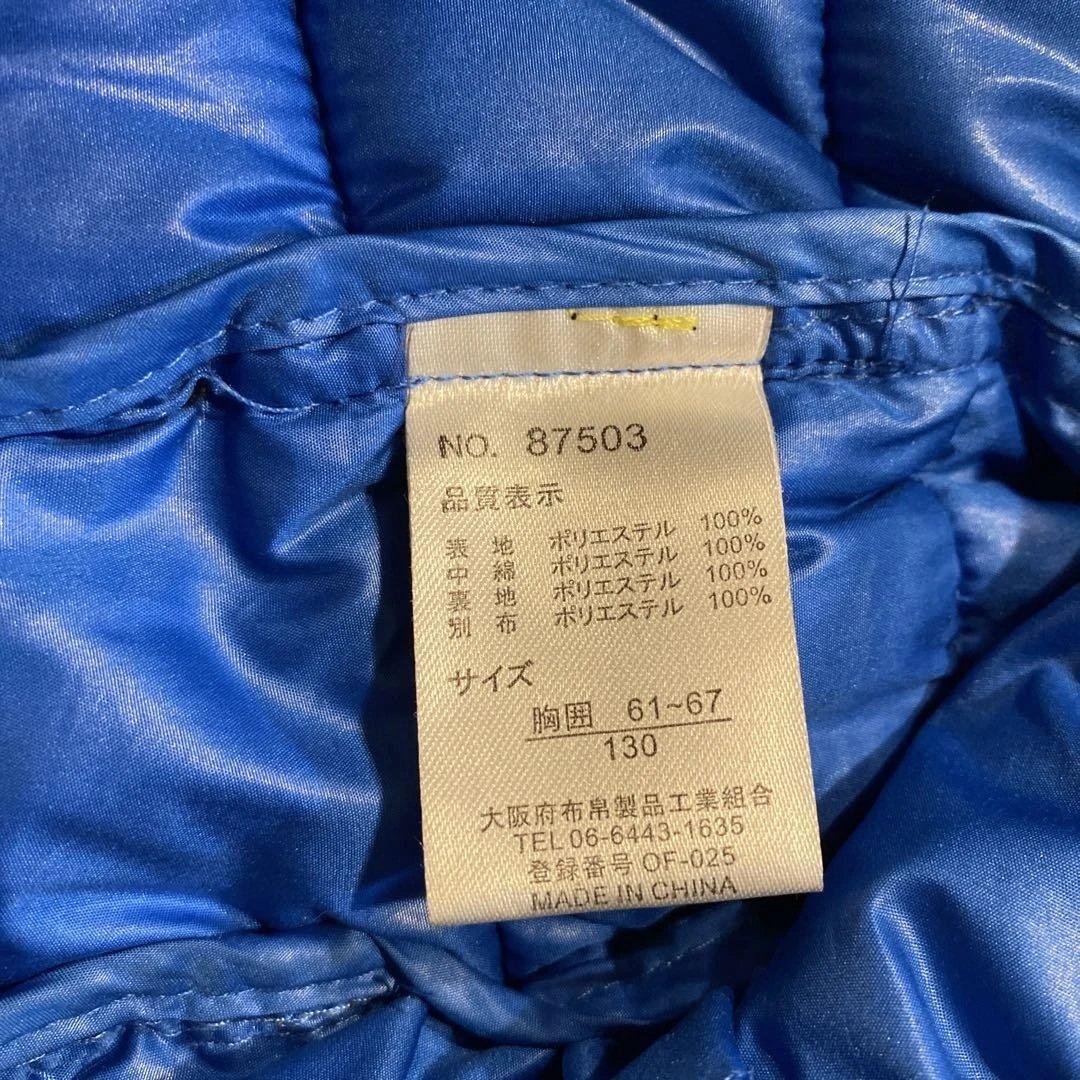 NO. 87503
品質表示
表 地 ポリエステル 100%
中 綿 ポリエステル 100%
裏 地 ポリエステル 100%
別 布 ポリエステル 100%
サイズ
胸囲 61~67
130
大阪府布帛製品工業組合
TEL 06-6443-1635
登録番号 OF-025
MADE IN CHINA